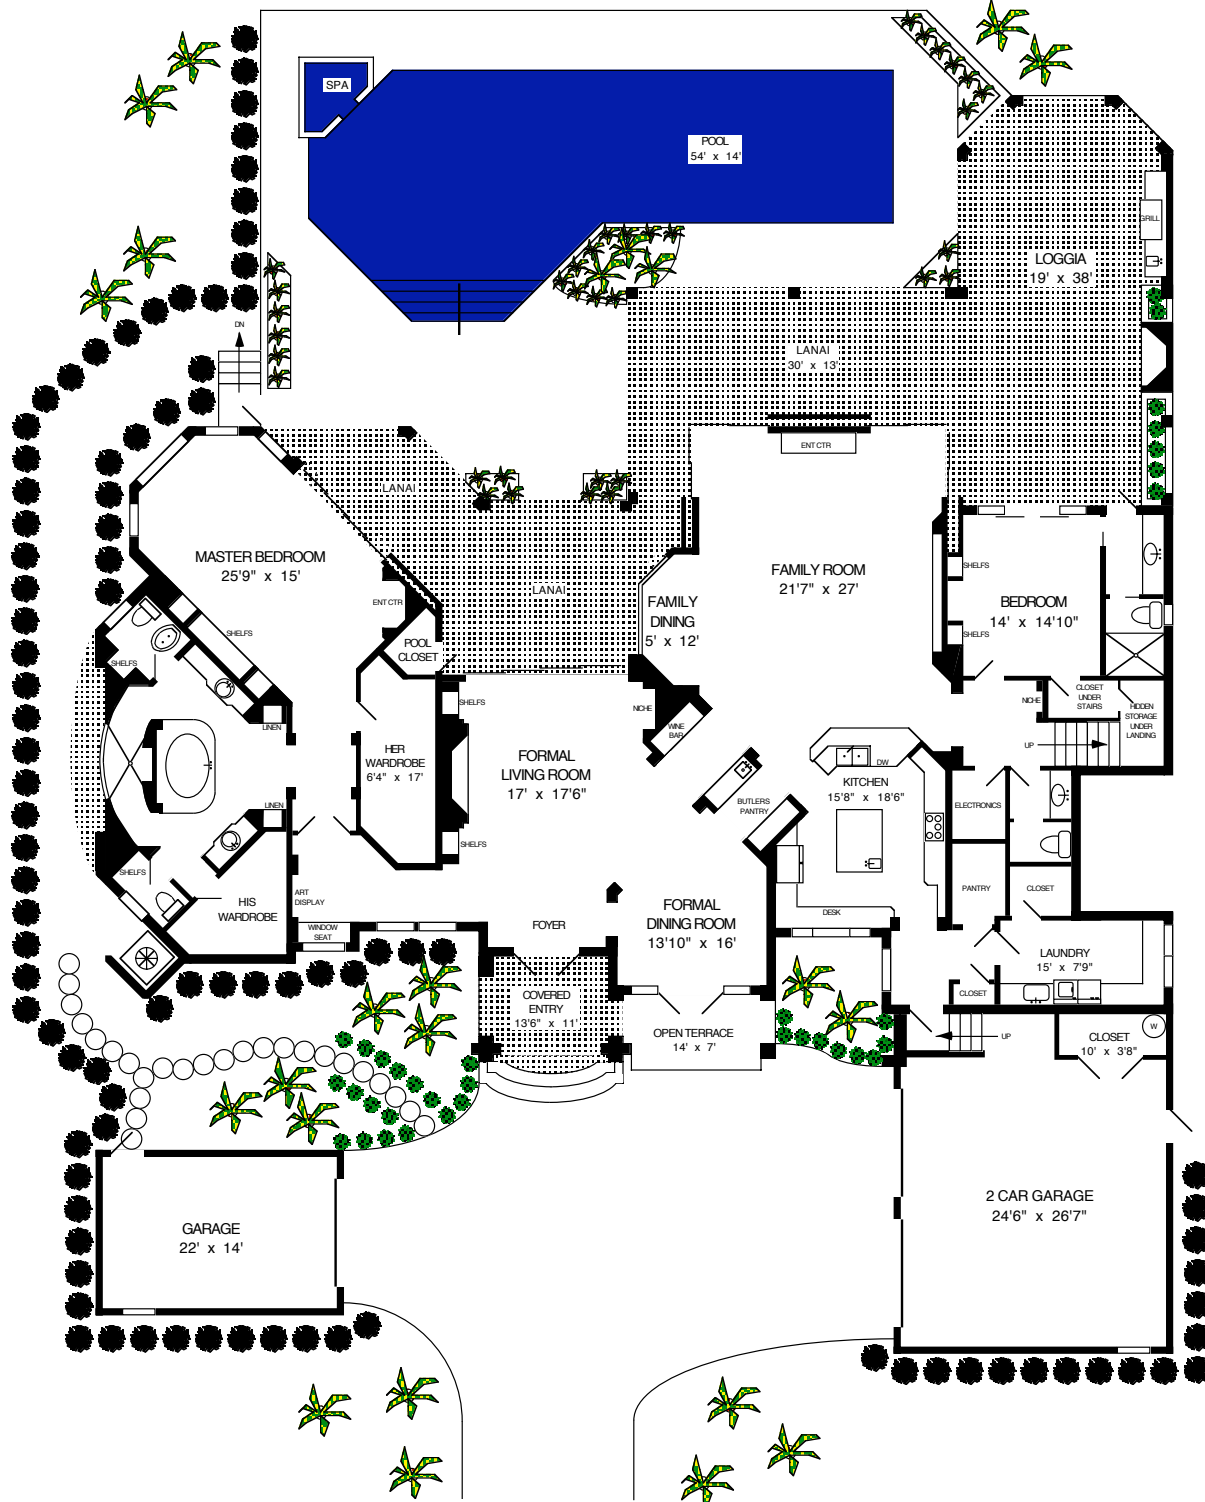 SPA
POOL
54' x 14'
GRILL
LOGGIA
19' x 38'
DN
LANAI
30' x 13'
ENT CTR
LANAI
MASTER BEDROOM
25'9" x 15'
LANAI
FAMILY ROOM
21'7" x 27'
SHELFS
ENT CTR
FAMILY
DINING
5' x 12'
BEDROOM
14' x 14'10"
SHELFS
SHELFS
POOL
CLOSET
SHELFS
SHELFS
NICHE
NICHE
CLOSET
UNDER
STAIRS
HIDDEN
STORAGE
UNDER
LANDING
LINEN
WINE
BAR
UP
HER
WARDROBE
6'4" x 17'
FORMAL
LIVING ROOM
17' x 17'6"
DW
KITCHEN
15'8" x 18'6"
LINEN
BUTLERS
PANTRY
ELECTRONICS
SHELFS
SHELFS
ART
DISPLAY
HIS
WARDROBE
PANTRY
CLOSET
FORMAL
DINING ROOM
13'10" x 16'
DESK
WINDOW
SEAT
FOYER
LAUNDRY
15' x 7'9"
COVERED
ENTRY
13'6" x 11'
CLOSET
OPEN TERRACE
14' x 7'
UP
CLOSET
10' x 3'8"
W
2 CAR GARAGE
24'6" x 26'7"
GARAGE
22' x 14'